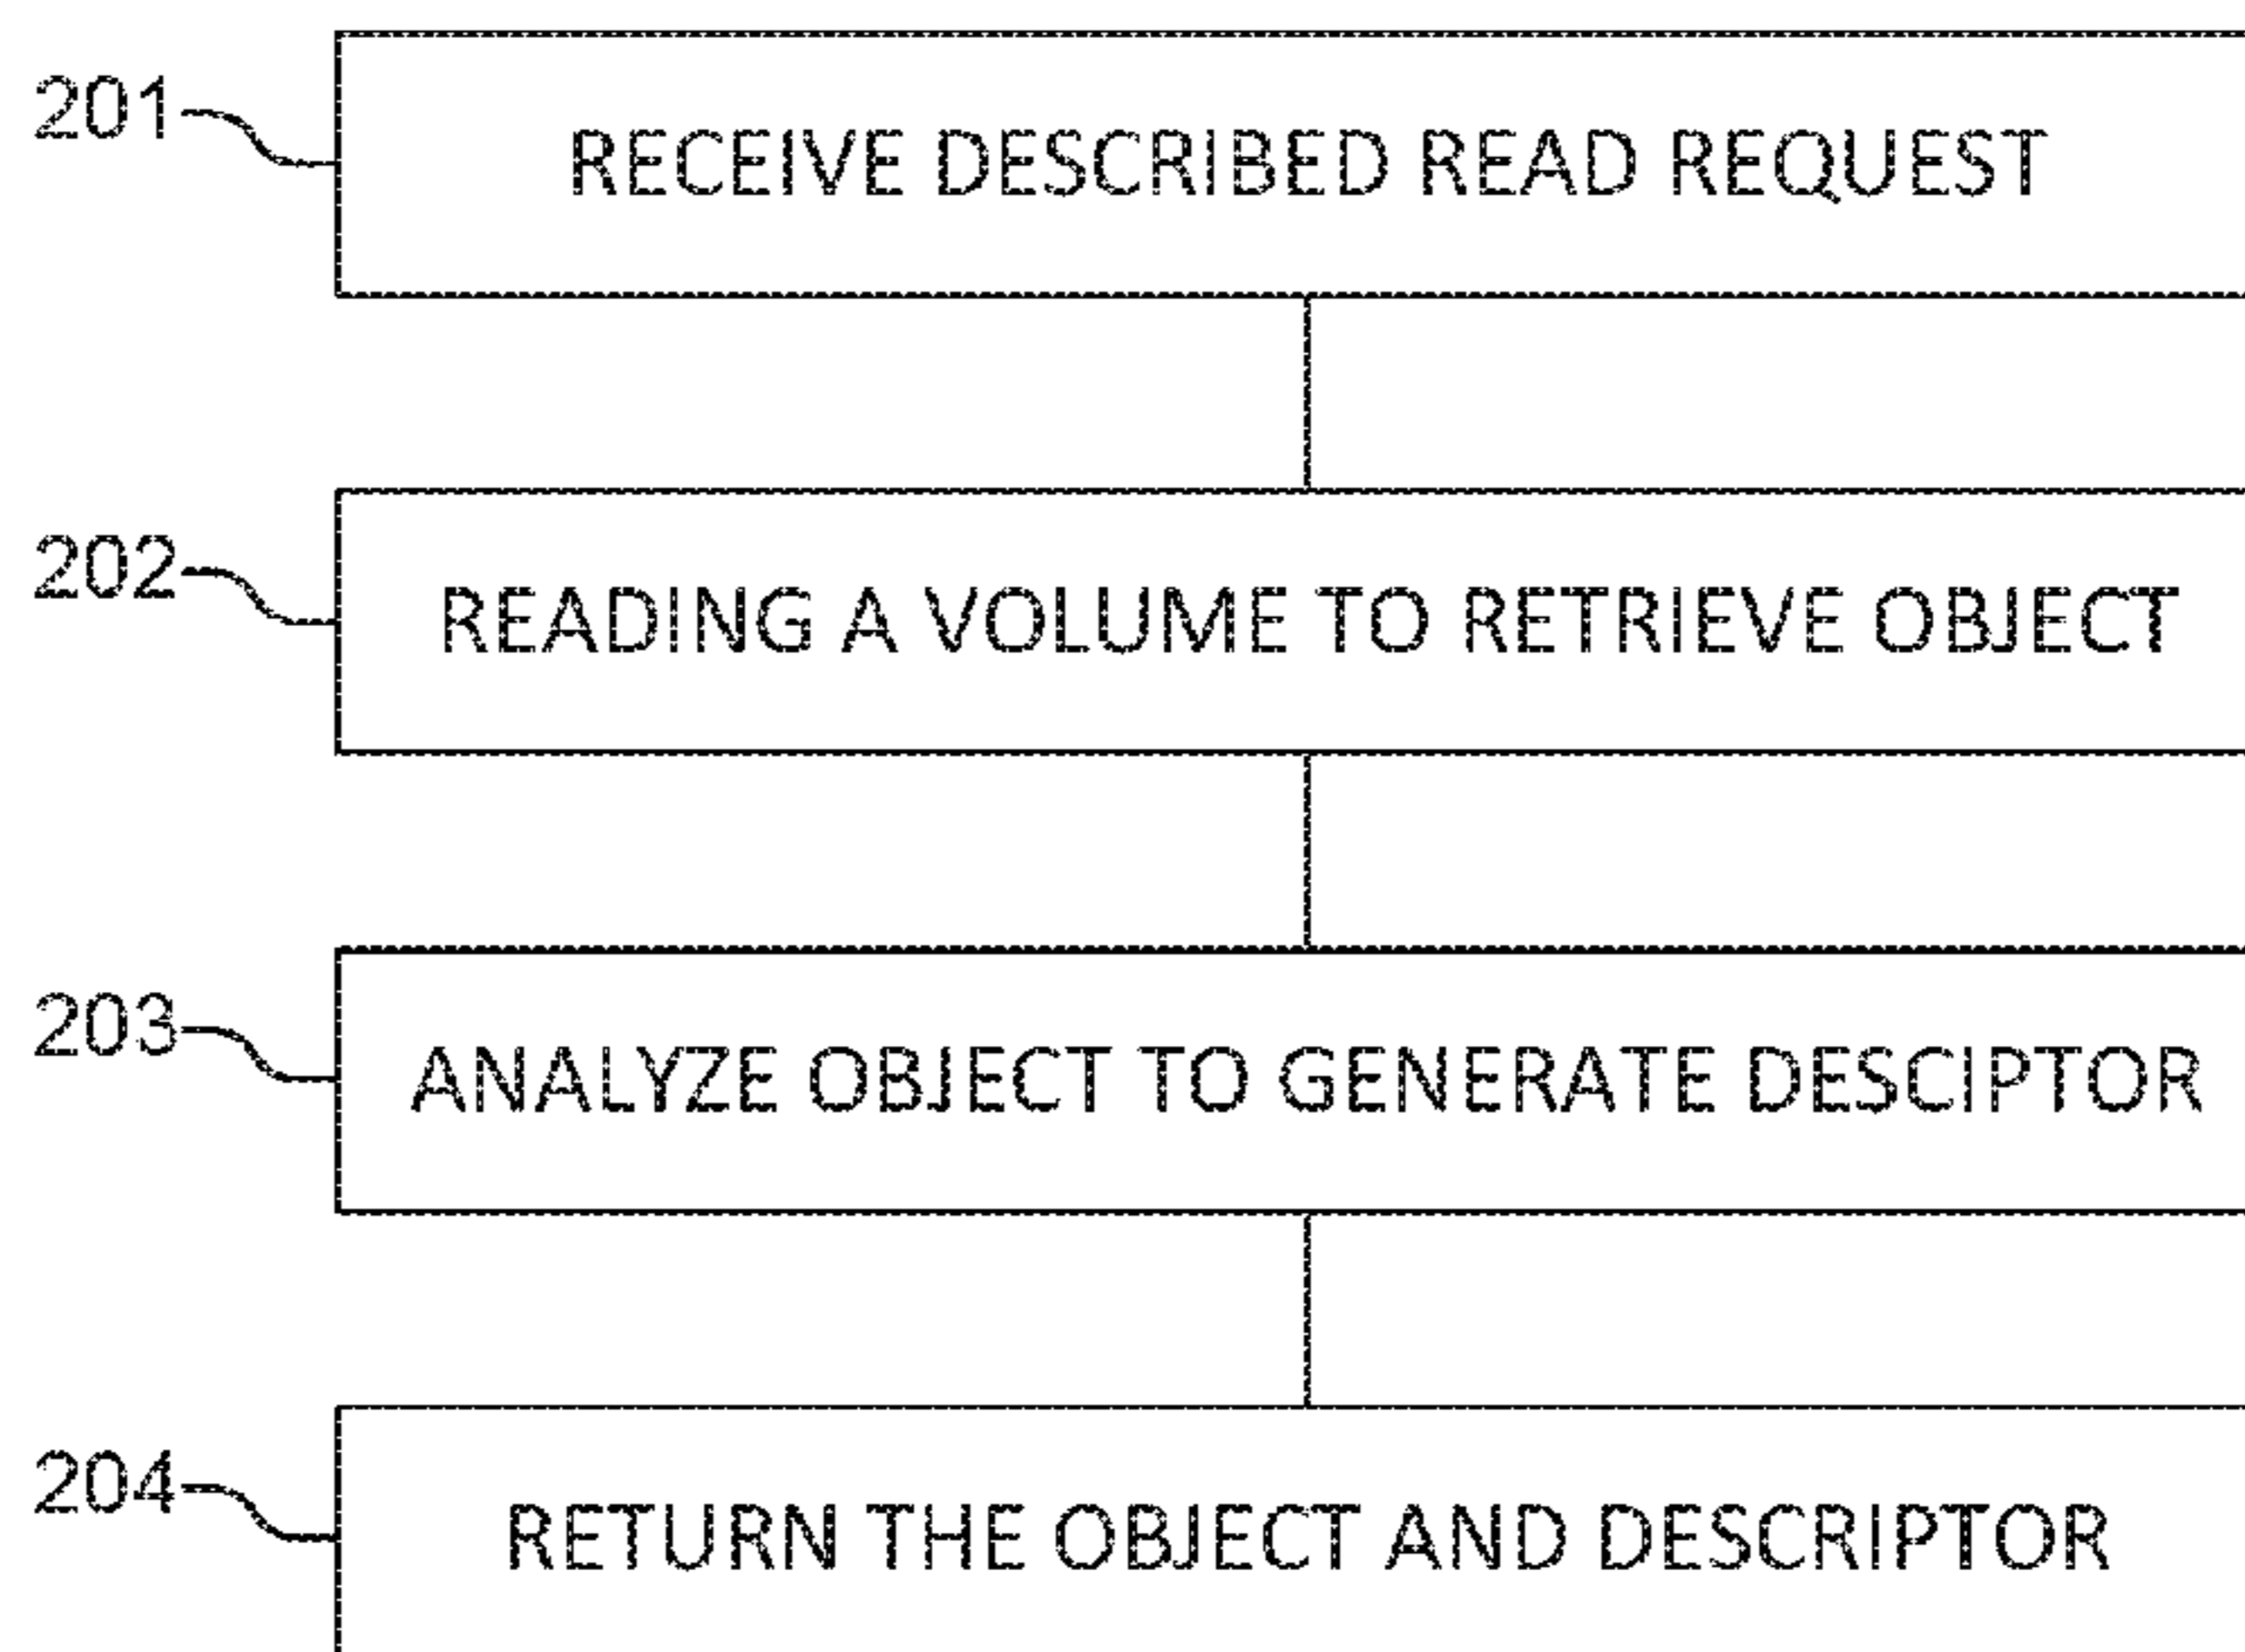 201 RECEIVE DESCRIBED READ REQUEST
202 READING A VOLUME TO RETRIEVE OBJECT
203 ANALYZE OBJECT TO GENERATE DESCIPTOR
204 RETURN THE OBJECT AND DESCRIPTOR